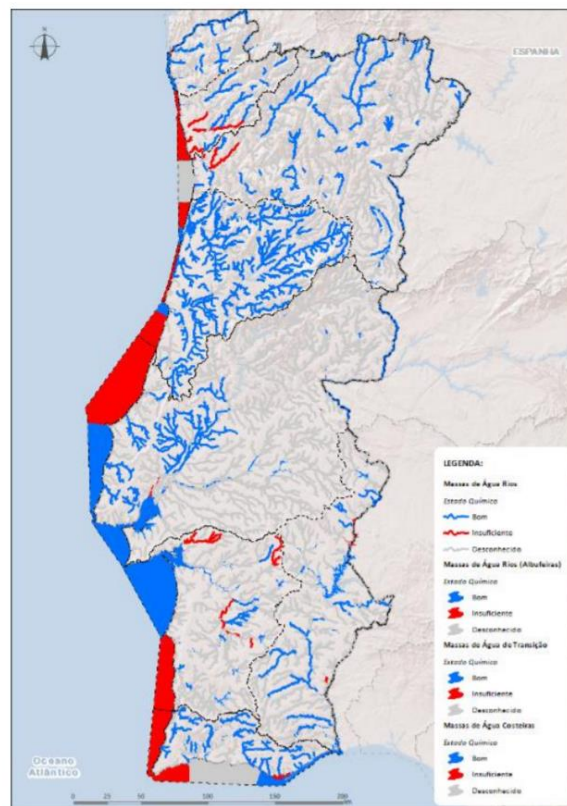 N
ESPANHA
LEGENDA:
Massas de Água Rios
Estado Químico
Bom
Insuficiente
Desconhecido
Massas de Água Rios (Albufeiras)
Estado Químico
Bom
Insuficiente
Desconhecido
Massas de Água de Transição
Estado Químico
Bom
Insuficiente
Desconhecido
Massas de Água Costeiras
Estado Químico
Bom
Insuficiente
Desconhecido
Oceano
Atlântico
0 25 50 100 150 200